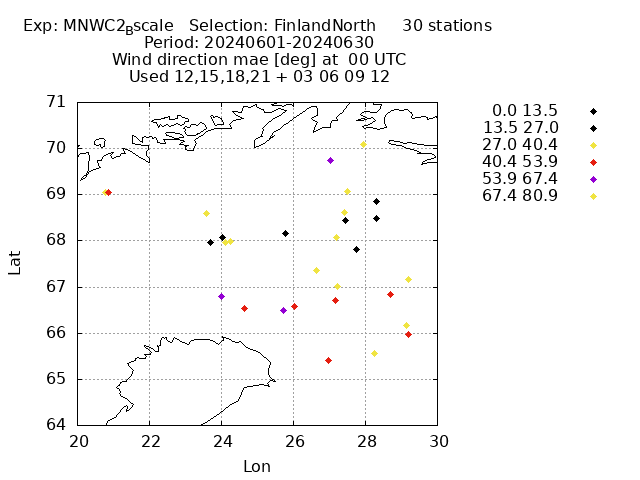 Exp: MNWC2_Bscale   Selection: FinlandNorth     30 stations
Period: 20240601-20240630
Wind direction mae [deg] at  00 UTC
Used 12,15,18,21 + 03 06 09 12
0.0 13.5
13.5 27.0
27.0 40.4
40.4 53.9
53.9 67.4
67.4 80.9
71
70
69
68
67
66
65
64
Lat
20 22 24 26 28 30
Lon